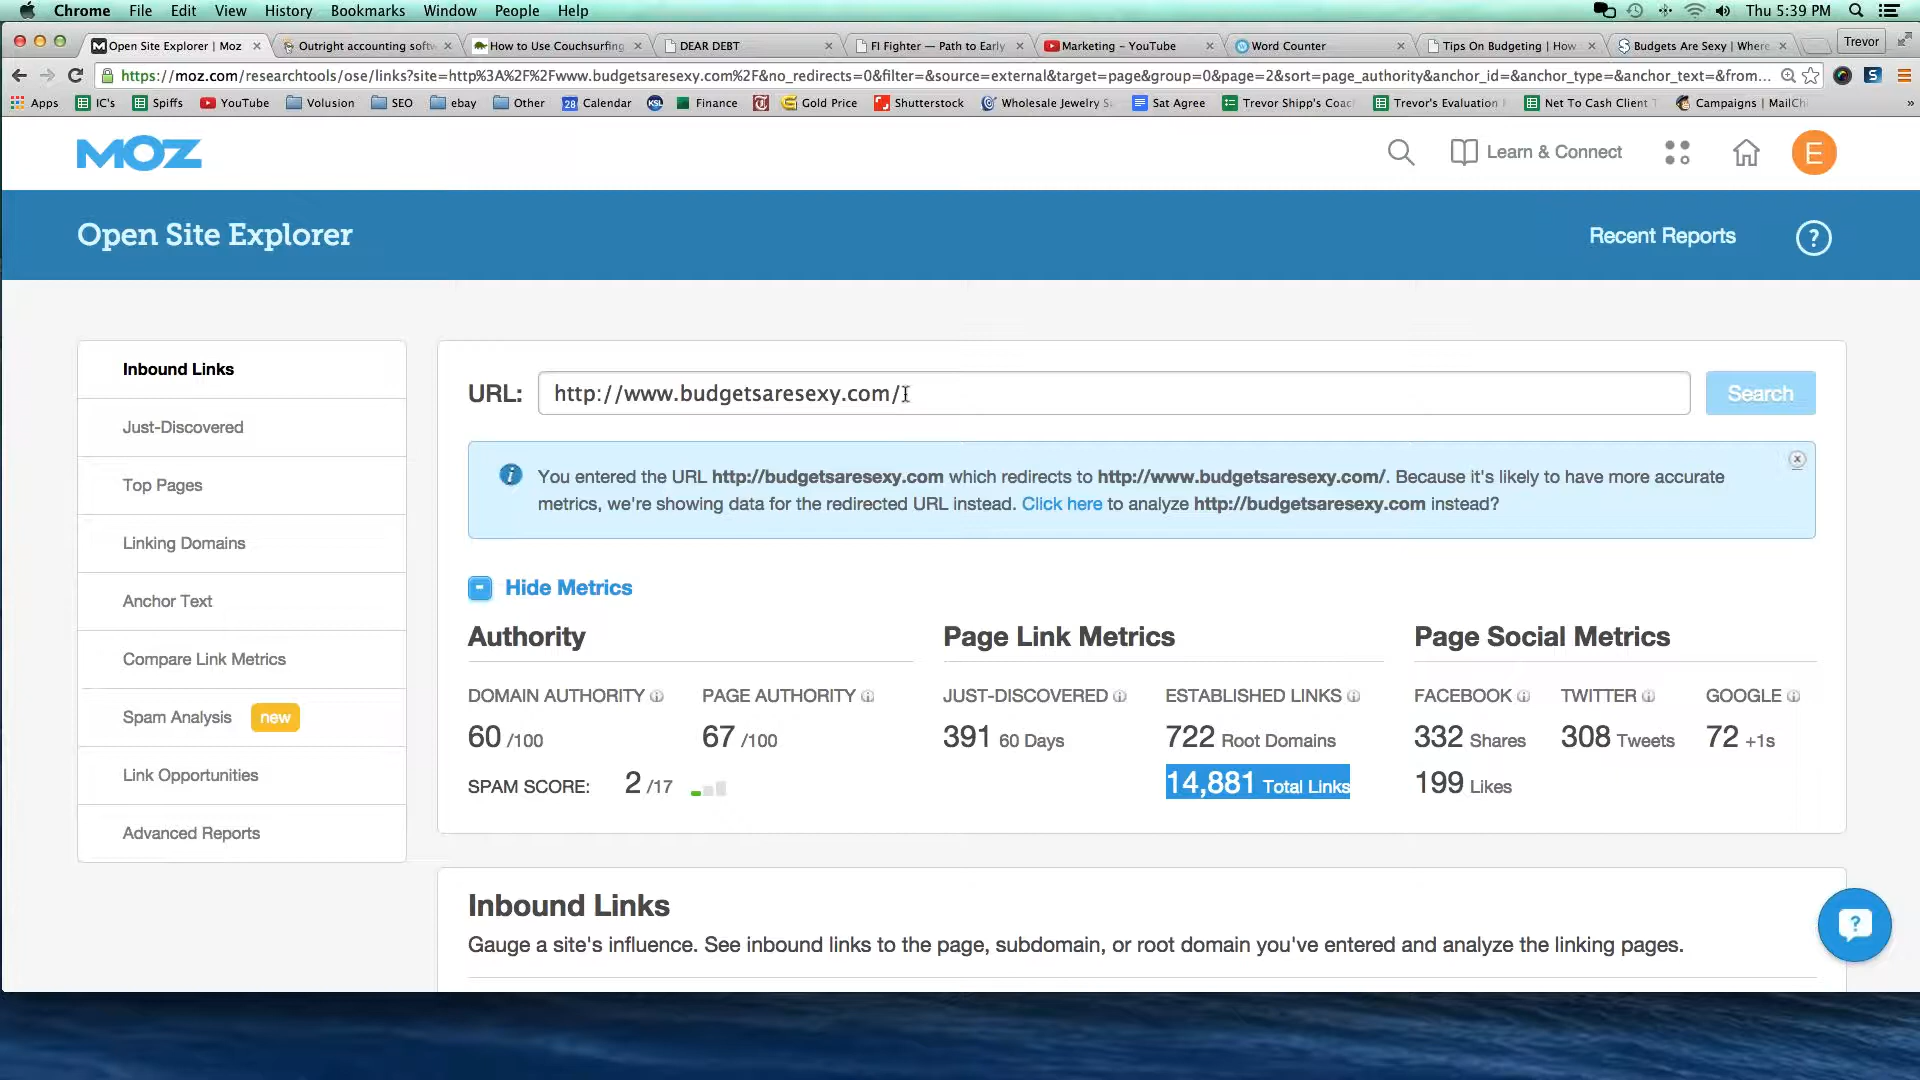 Chrome File Edit View History Bookmarks Window People Help Thu 5:39 PM
Open Site Explorer | Moz Outright accounting softw How to Use Couchsurfing DEAR DEBT FI Fighter — Path to Early Marketing - YouTube Word Counter Tips On Budgeting | How Budgets Are Sexy | Where Trevor
https://moz.com/researchtools/ose/links?site=http%3A%2F%2Fwww.budgetsaresexy.com%2F&no_redirects=0&filter=&source=external&target=page&group=0&page=2&sort=page_authority&anchor_id=&anchor_type=&anchor_text=&from...
Apps IC's Spiffs YouTube Volusion SEO ebay Other 28 Calendar KSL Finance Gold Price Shutterstock Wholesale Jewelry S Sat Agree Trevor Shipp's Coac Trevor's Evaluation Net To Cash Client Campaigns | MailChi »
MOZ Learn & Connect E
Open Site Explorer Recent Reports ?
Inbound Links
Just-Discovered
Top Pages
Linking Domains
Anchor Text
Compare Link Metrics
Spam Analysis new
Link Opportunities
Advanced Reports
URL: http://www.budgetsaresexy.com/ Search
You entered the URL http://budgetsaresexy.com which redirects to http://www.budgetsaresexy.com/. Because it's likely to have more accurate
metrics, we're showing data for the redirected URL instead. Click here to analyze http://budgetsaresexy.com instead?
Hide Metrics
Authority Page Link Metrics Page Social Metrics
DOMAIN AUTHORITY PAGE AUTHORITY JUST-DISCOVERED ESTABLISHED LINKS FACEBOOK TWITTER GOOGLE
60 /100 67 /100 391 60 Days 722 Root Domains 332 Shares 308 Tweets 72 +1s
SPAM SCORE: 2 /17 14,881 Total Links 199 Likes
Inbound Links
Gauge a site's influence. See inbound links to the page, subdomain, or root domain you've entered and analyze the linking pages.